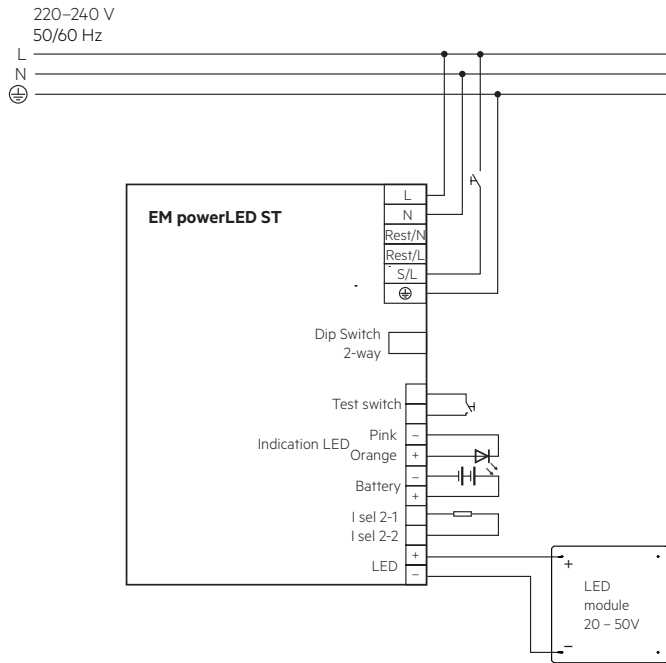 220–240 V
50/60 Hz
L
N
EM powerLED ST
L
N
Rest/N
Rest/L
S/L
Dip Switch
2-way
Test switch
Pink –
Indication LED
Orange +
–
Battery
+
I sel 2-1
I sel 2-2
+
LED
–
+
LED
module
20 – 50V
–